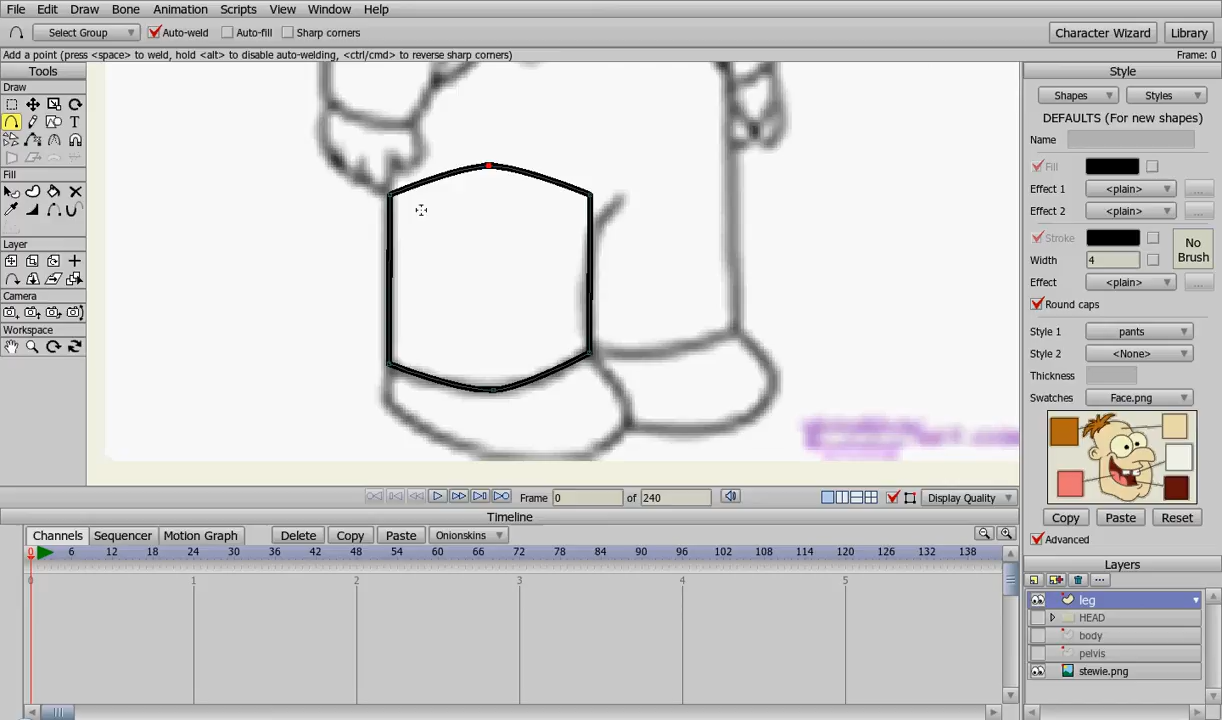 File Edit Draw Bone Animation Scripts View Window Help
Select Group Auto-weld Auto-fill Sharp corners Character Wizard Library
Add a point (press <space> to weld, hold <alt> to disable auto-welding, <ctrl/cmd> to reverse sharp corners) Frame: 0
Tools
Draw
T
Fill
Layer
Camera
Workspace
Style
Shapes Styles
DEFAULTS (For new shapes)
Name
Fill
Effect 1 <plain> ...
Effect 2 <plain> ...
Stroke
No Brush
Width 4
Effect <plain> ...
Round caps
Style 1 pants
Style 2 <None>
Thickness
Swatches Face.png
Copy Paste Reset
Advanced
Frame 0 of 240 Display Quality
Timeline
Channels Sequencer Motion Graph Delete Copy Paste Onionskins
0 6 12 18 24 30 36 42 48 54 60 66 72 78 84 90 96 102 108 114 120 126 132 138
0 1 2 3 4 5
Layers
leg
HEAD
body
pelvis
stewie.png